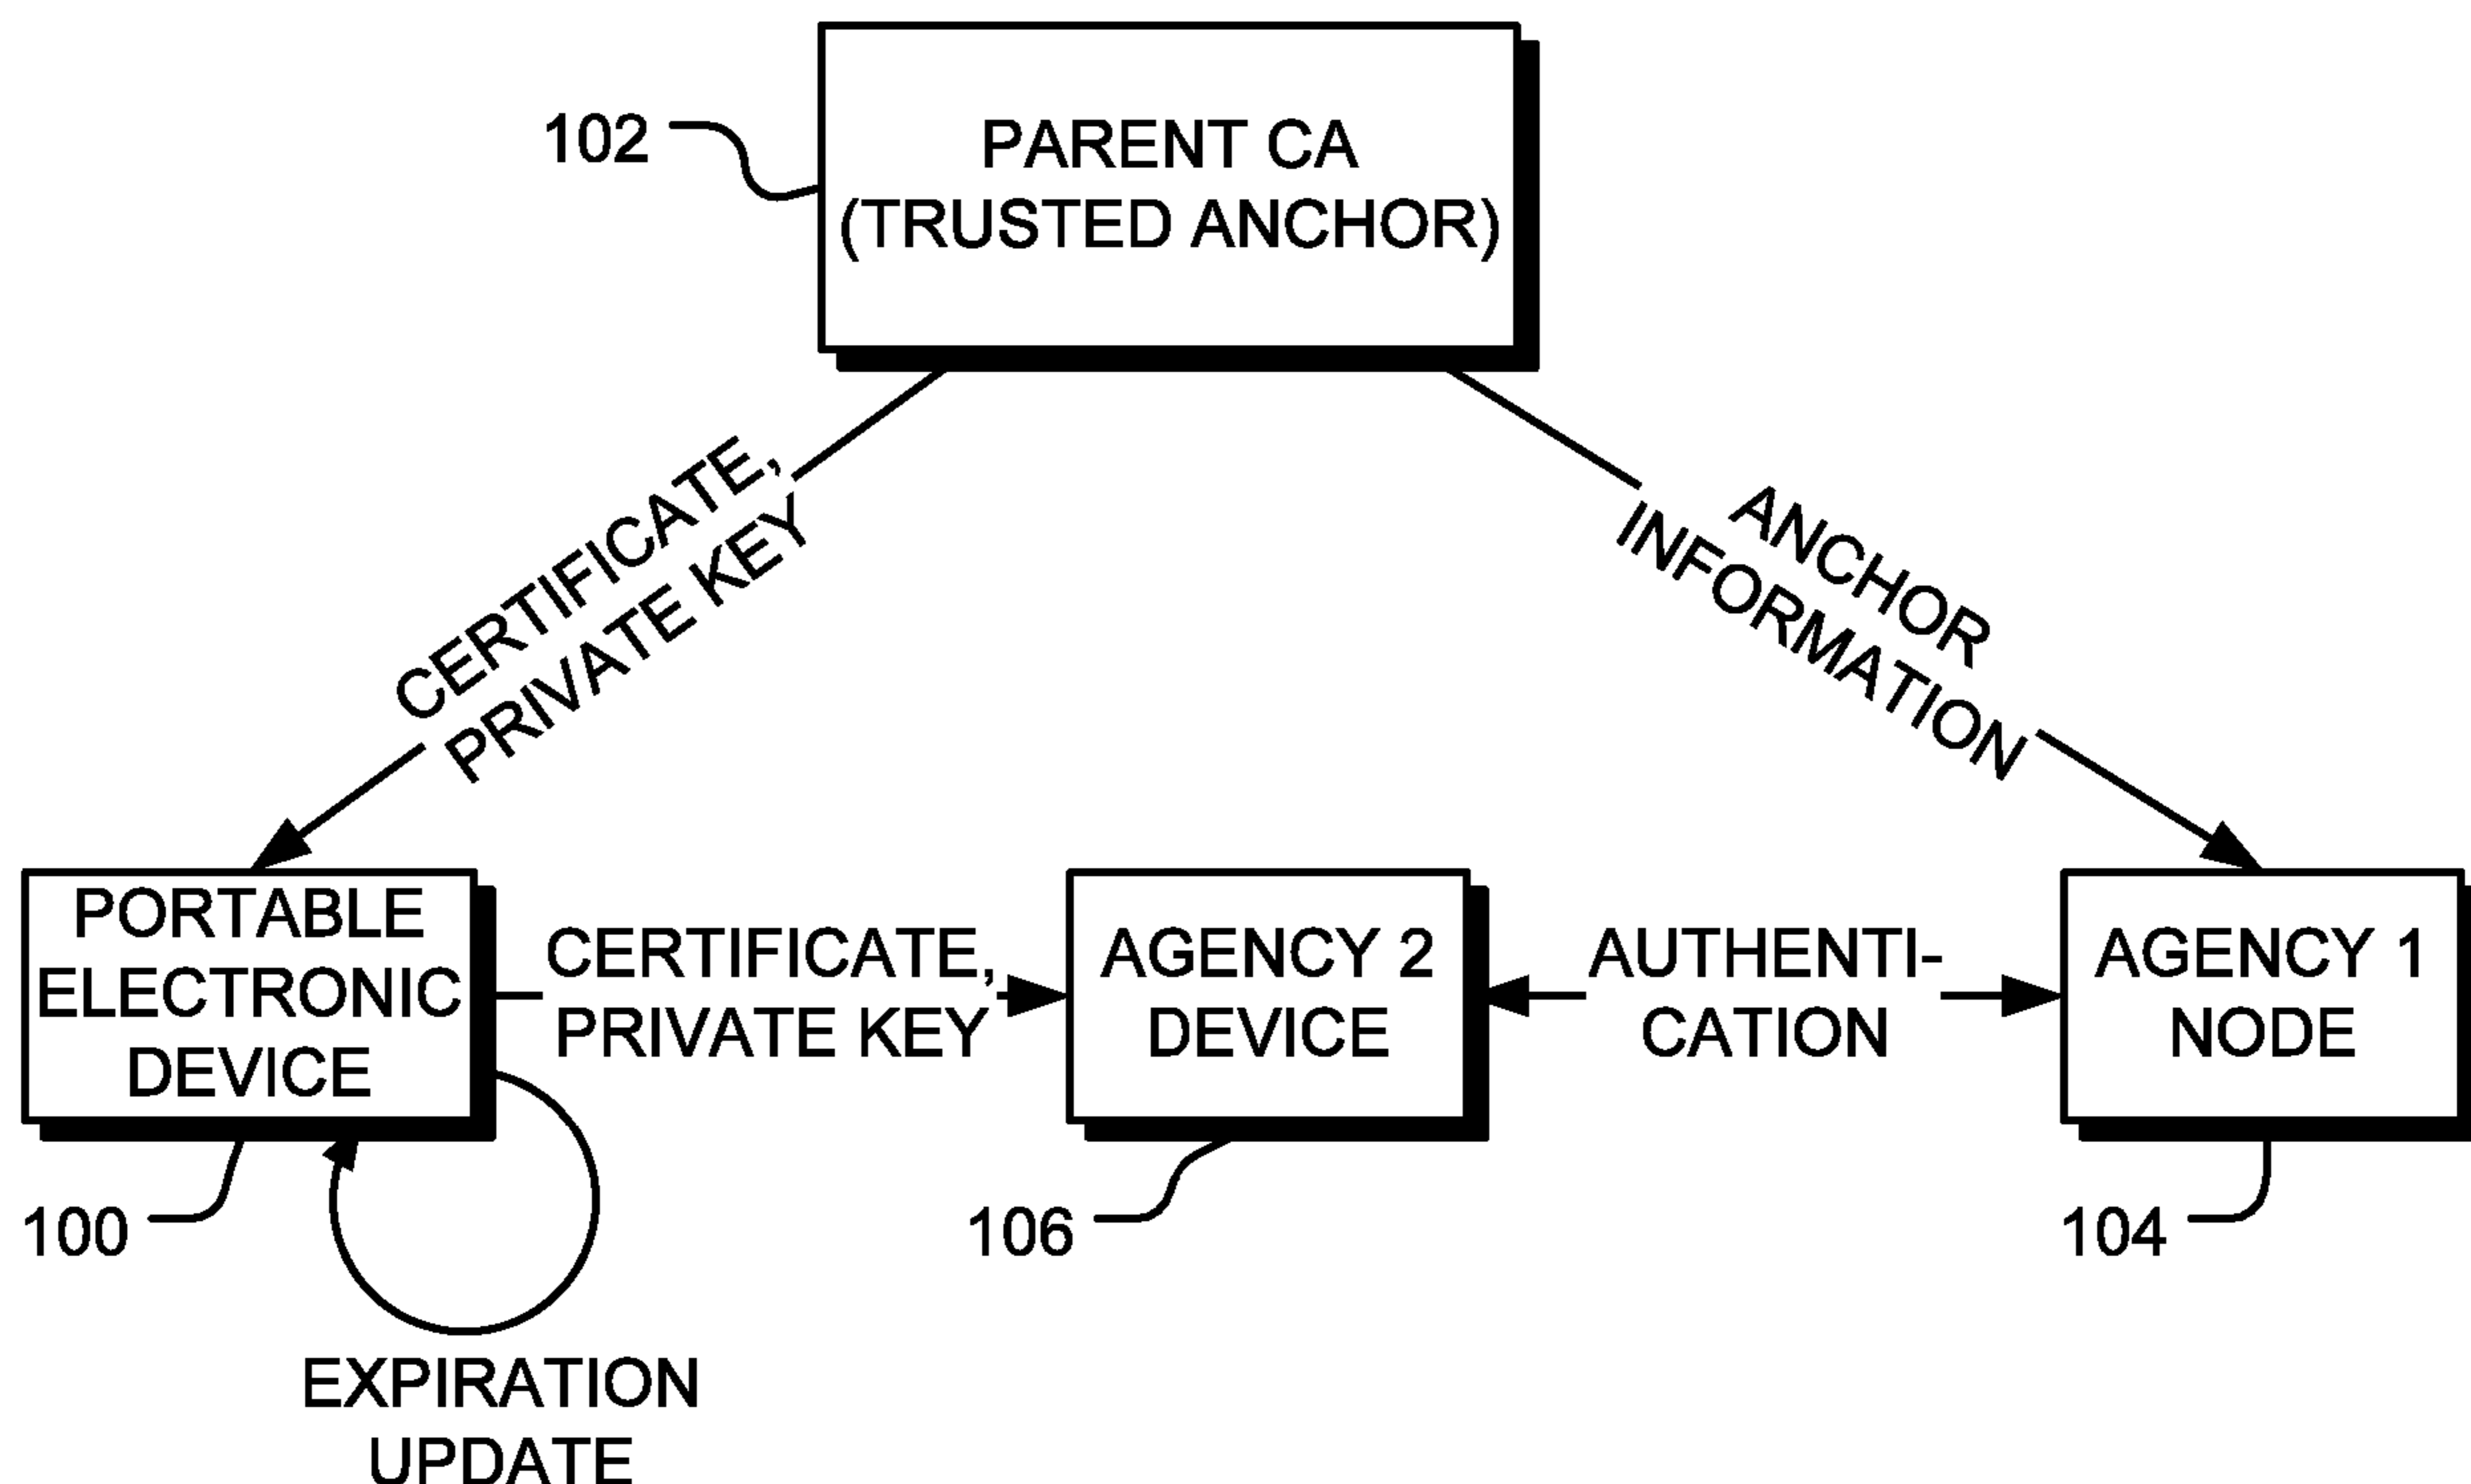 102
PARENT CA
(TRUSTED ANCHOR)
CERTIFICATE,
PRIVATE KEY
ANCHOR
INFORMATION
PORTABLE
ELECTRONIC
DEVICE
CERTIFICATE,
PRIVATE KEY
AGENCY 2
DEVICE
AUTHENTI-
CATION
AGENCY 1
NODE
100
106
104
EXPIRATION
UPDATE